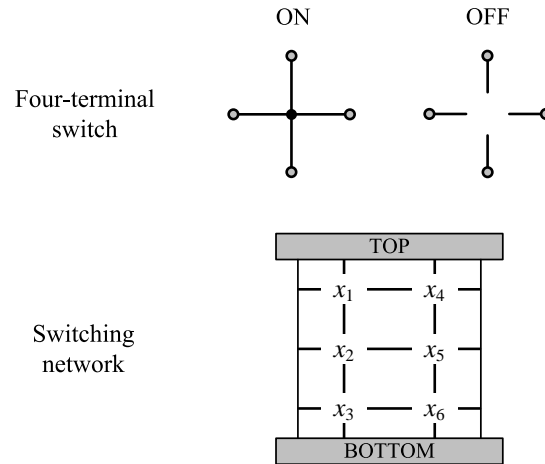 ON
OFF
Four-terminal
switch
TOP
x₁ x₄
Switching
network
x₂ x₅
x₃ x₆
BOTTOM